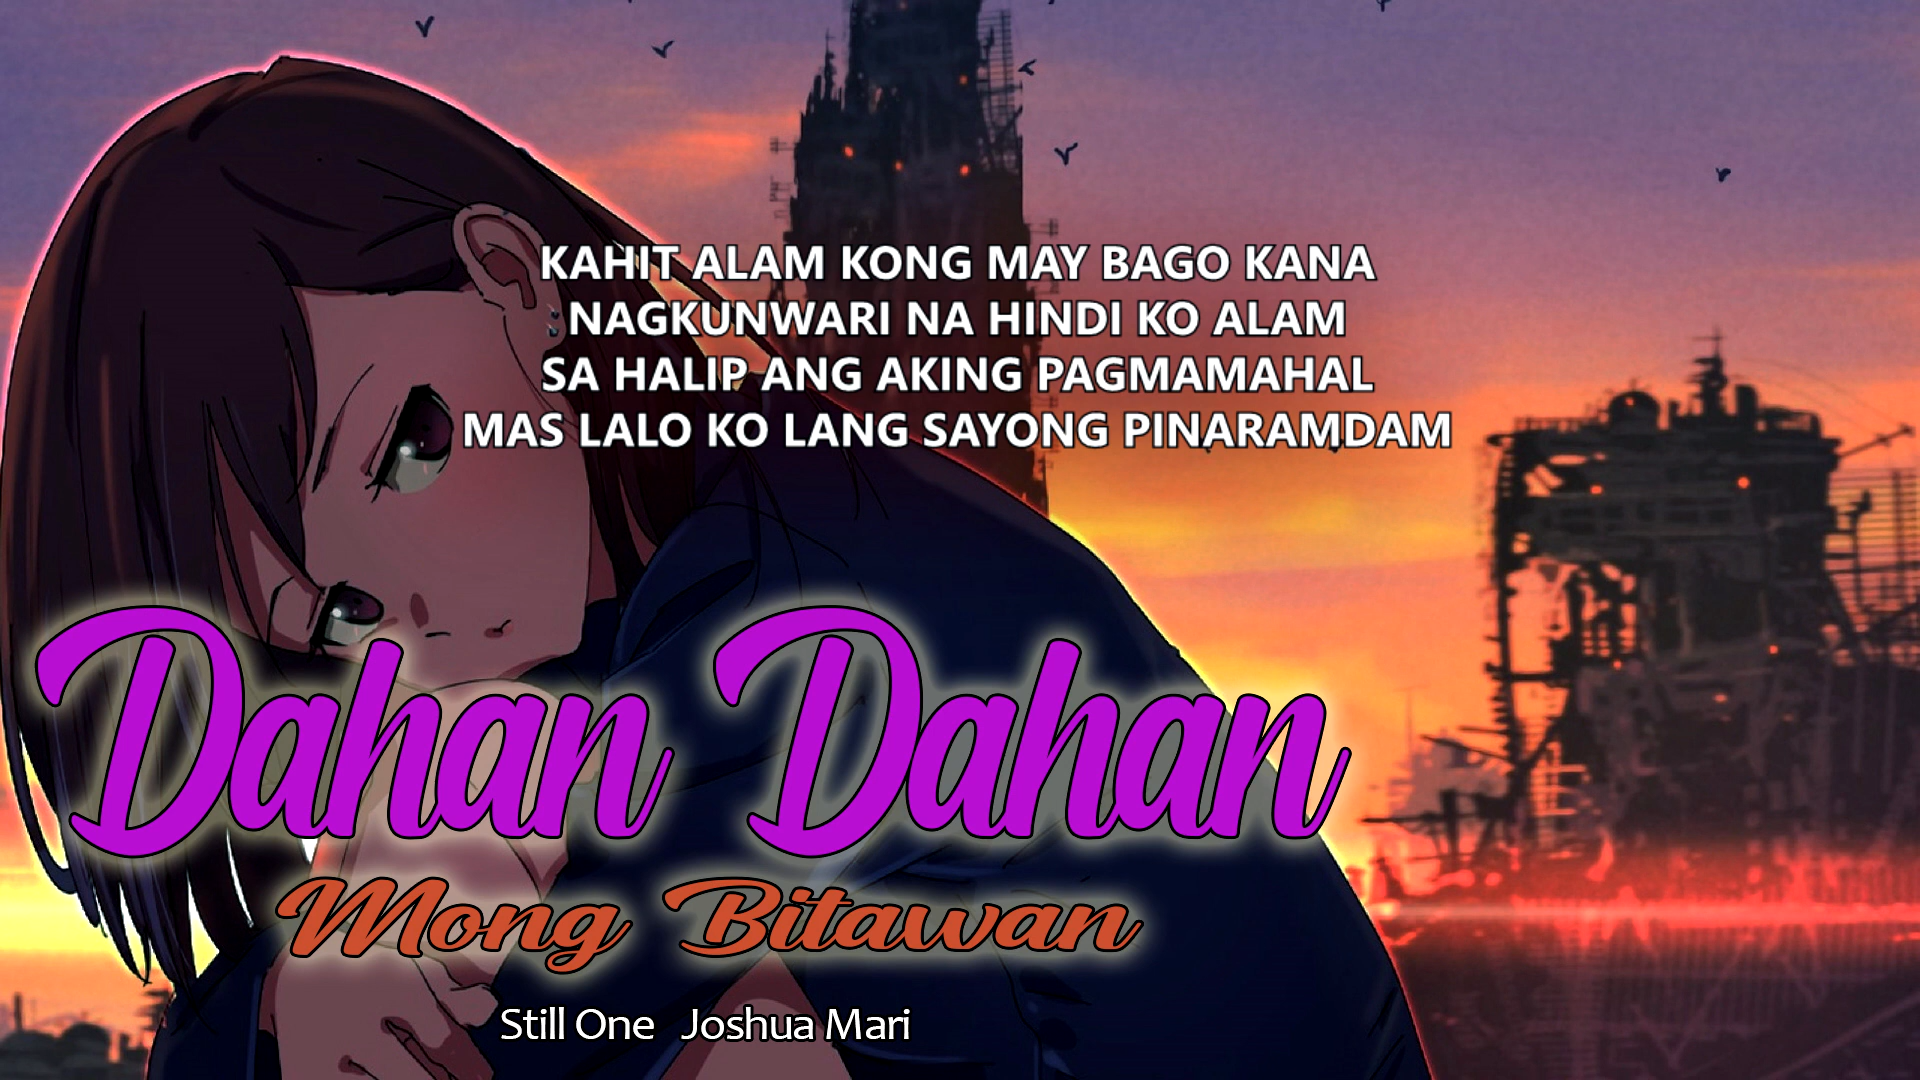 KAHIT ALAM KONG MAY BAGO KANA
NAGKUNWARI NA HINDI KO ALAM
SA HALIP ANG AKING PAGMAMAHAL
MAS LALO KO LANG SAYONG PINARAMDAM
Dahan Dahan
Mong Bitawan
Still One Joshua Mari